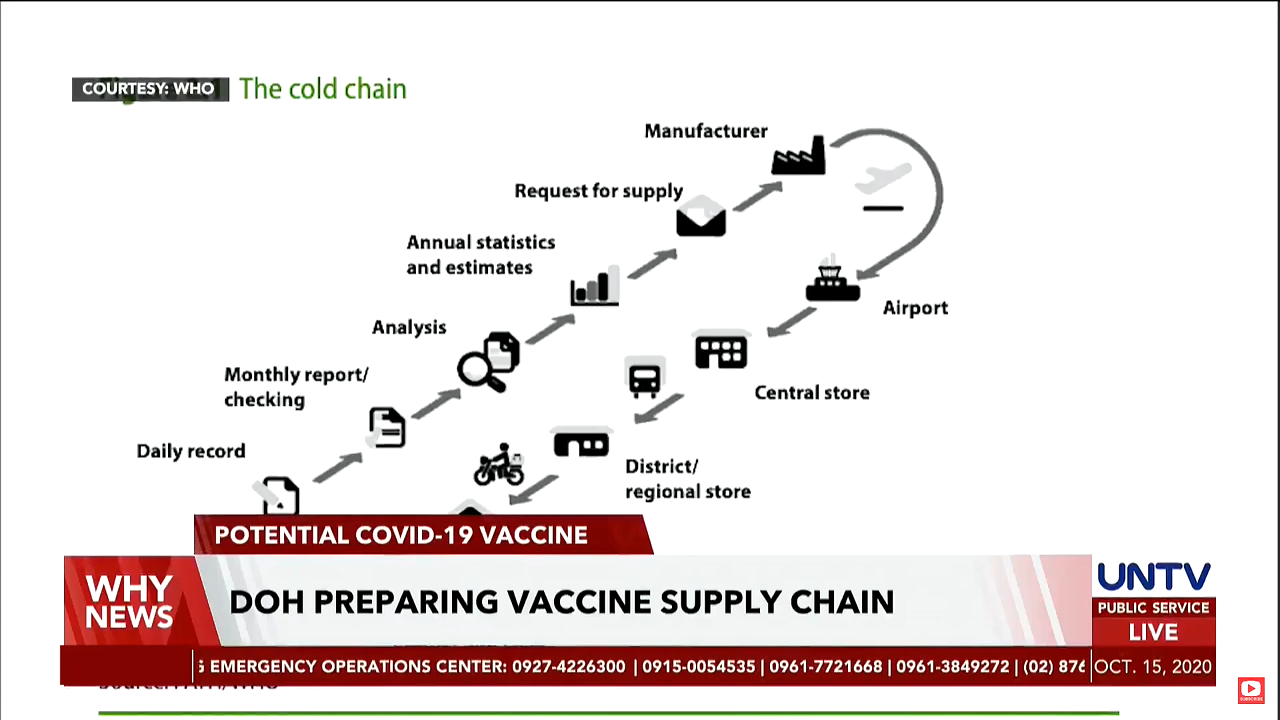 COURTESY: WHO
The cold chain
Manufacturer
Request for supply
Annual statistics
and estimates
Airport
Analysis
Monthly report/
checking
Central store
Daily record
District/
regional store
POTENTIAL COVID-19 VACCINE
WHY
NEWS
DOH PREPARING VACCINE SUPPLY CHAIN
UNTV
PUBLIC SERVICE
LIVE
EMERGENCY OPERATIONS CENTER: 0927-4226300 | 0915-0054535 | 0961-7721668 | 0961-3849272 | (02) 876
OCT. 15, 2020
SUBSCRIBE